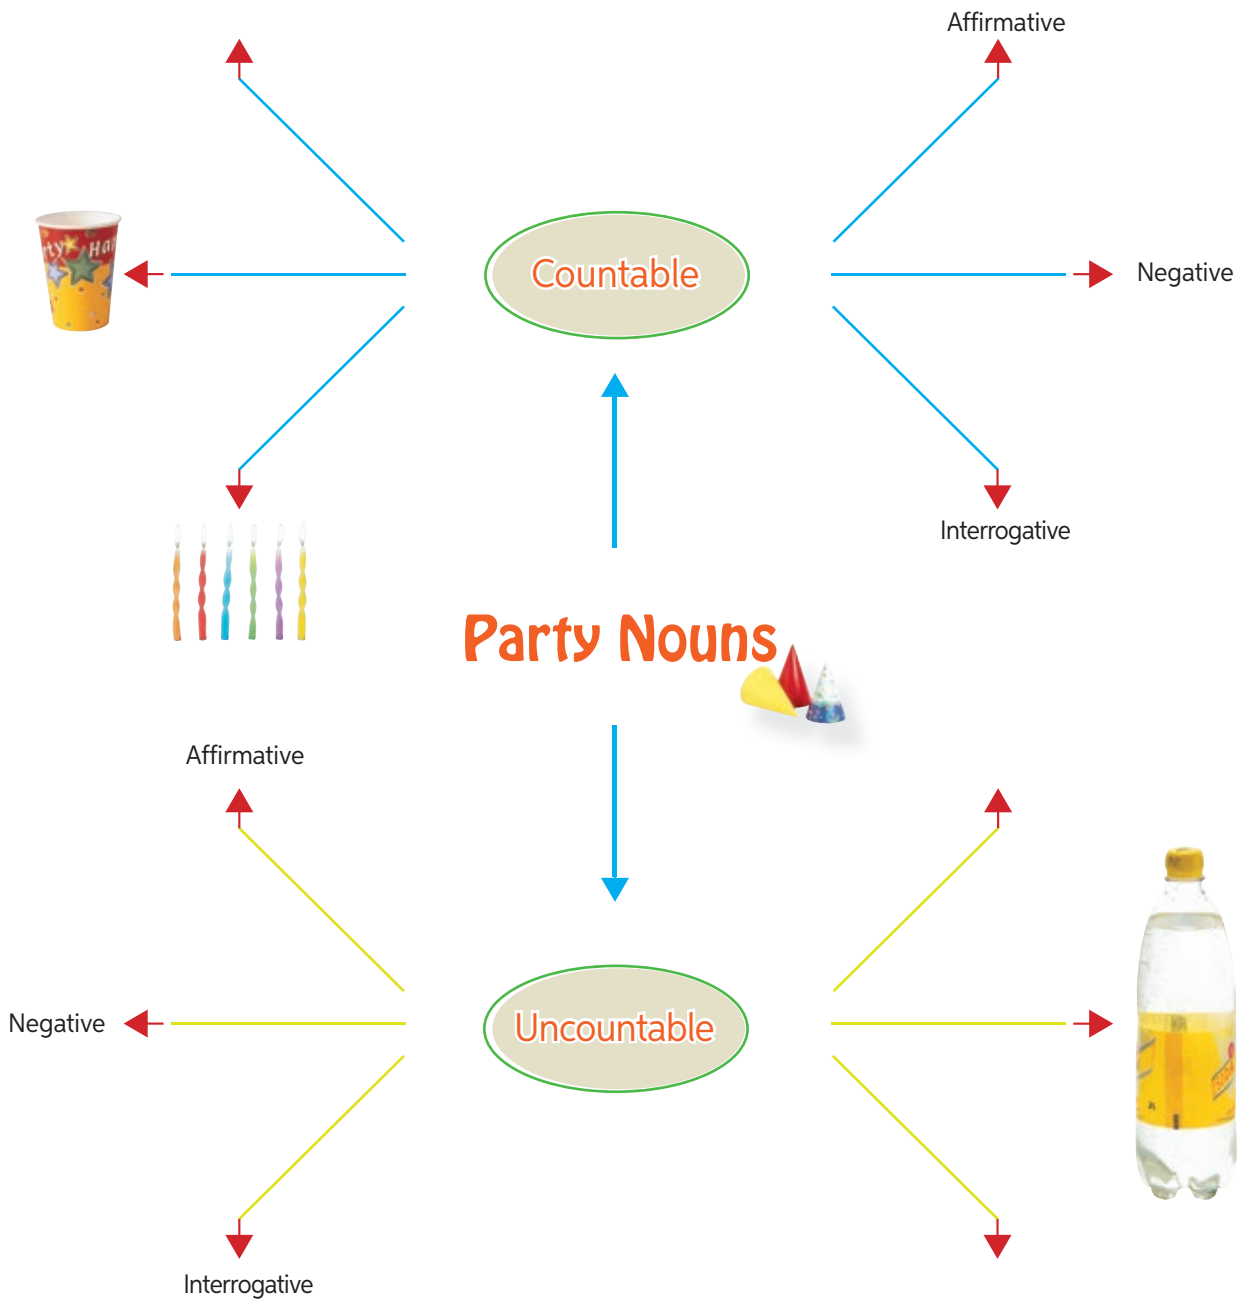 Affirmative
Countable
Negative
Interrogative
Party Nouns
Affirmative
Negative
Uncountable
Interrogative